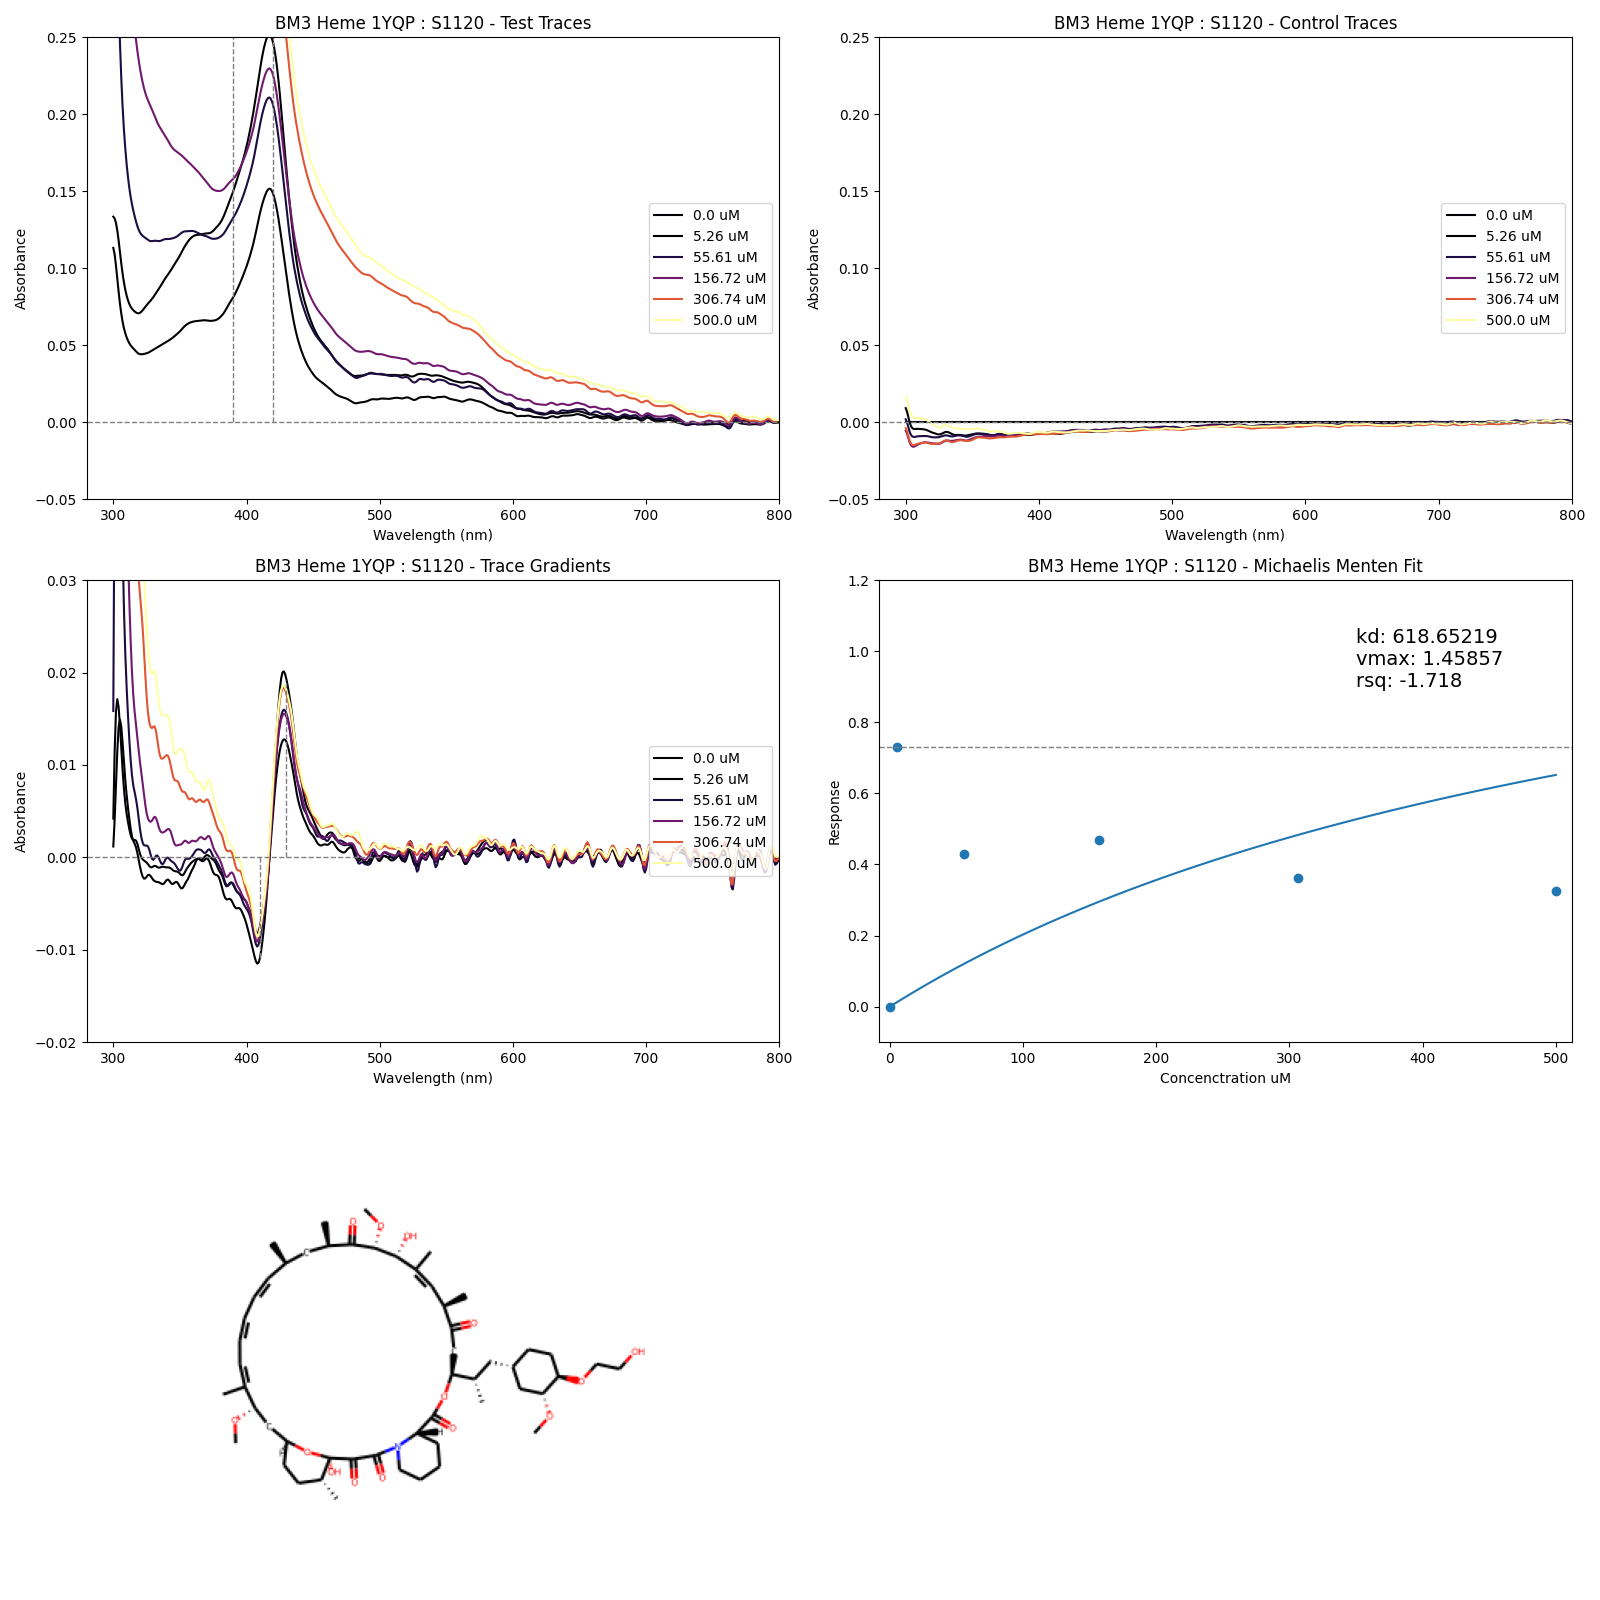 BM3 Heme 1YQP : S1120 - Test Traces
0.25
0.20
0.15
0.10
0.05
0.00
−0.05
Absorbance
300 400 500 600 700 800
Wavelength (nm)
0.0 uM
5.26 uM
55.61 uM
156.72 uM
306.74 uM
500.0 uM
BM3 Heme 1YQP : S1120 - Control Traces
0.25
0.20
0.15
0.10
0.05
0.00
−0.05
Absorbance
300 400 500 600 700 800
Wavelength (nm)
0.0 uM
5.26 uM
55.61 uM
156.72 uM
306.74 uM
500.0 uM
BM3 Heme 1YQP : S1120 - Trace Gradients
0.03
0.02
0.01
0.00
−0.01
−0.02
Absorbance
300 400 500 600 700 800
Wavelength (nm)
0.0 uM
5.26 uM
55.61 uM
156.72 uM
306.74 uM
500.0 uM
BM3 Heme 1YQP : S1120 - Michaelis Menten Fit
1.2
1.0
0.8
0.6
0.4
0.2
0.0
Response
0 100 200 300 400 500
Concenctration uM
kd: 618.65219
vmax: 1.45857
rsq: -1.718
O
O
OH
C
O
OH
O
O
O
O
O
C
H
N
O
OH
O
O